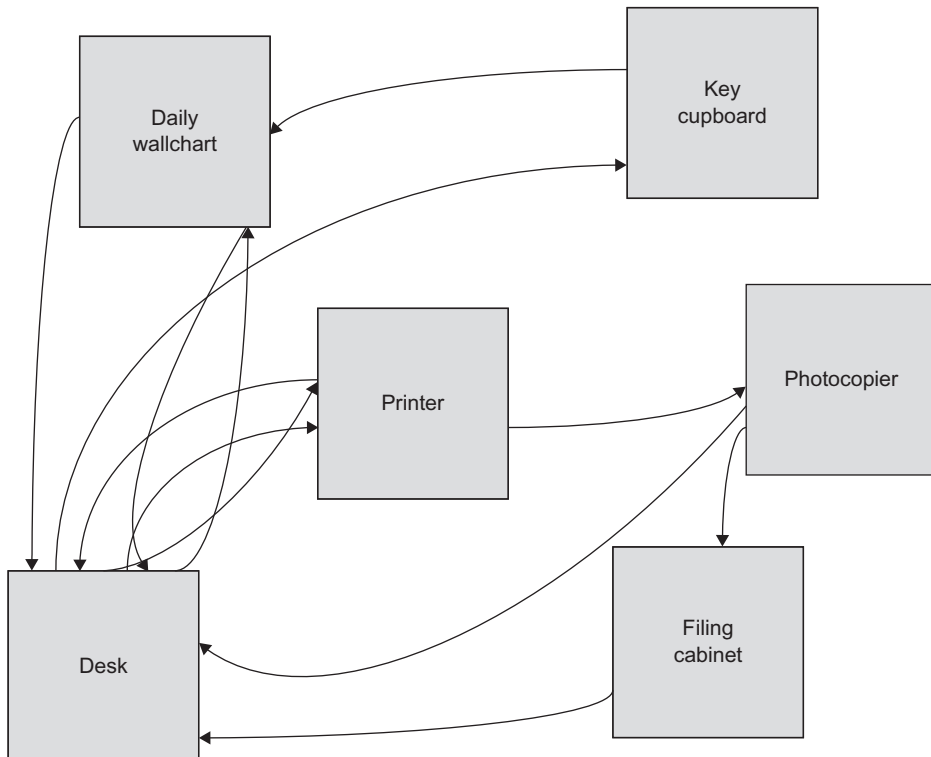 Daily
wallchart
Key
cupboard
Printer
Photocopier
Desk
Filing
cabinet